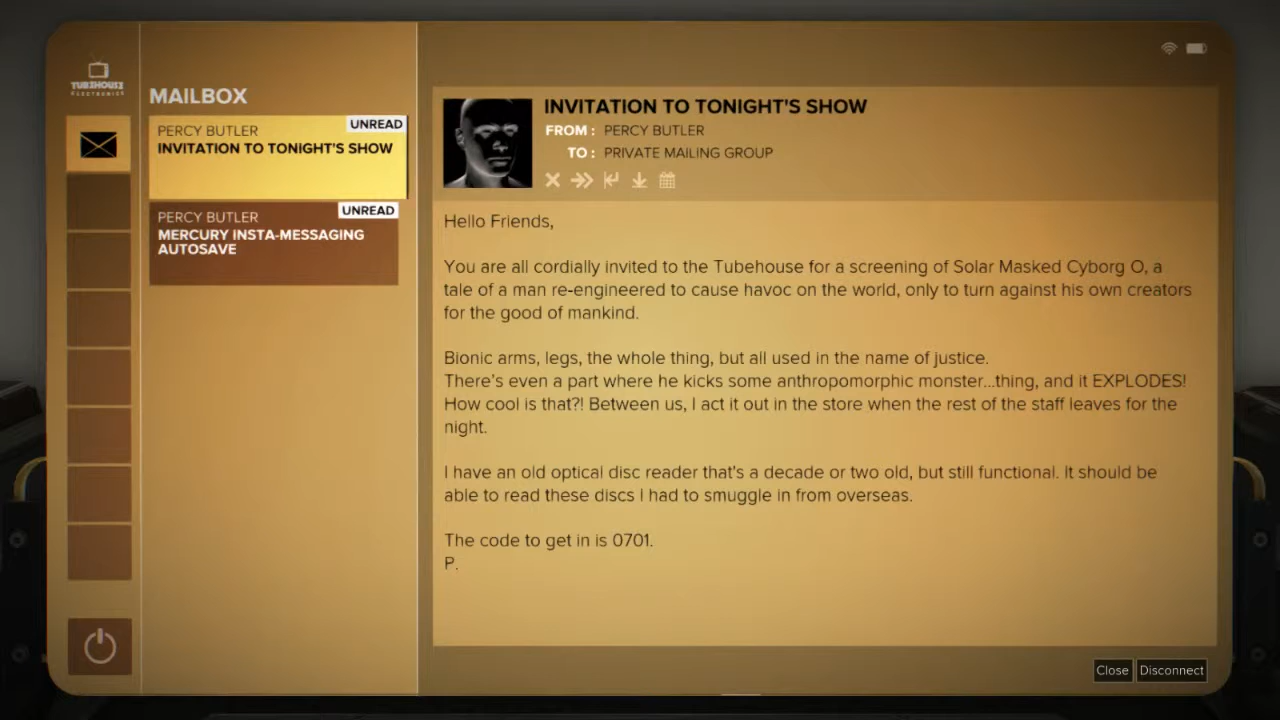 TUBEHOUSE
ELECTRONICS
MAILBOX
PERCY BUTLER
UNREAD
INVITATION TO TONIGHT'S SHOW
PERCY BUTLER
UNREAD
MERCURY INSTA-MESSAGING
AUTOSAVE
INVITATION TO TONIGHT'S SHOW
FROM : PERCY BUTLER
TO : PRIVATE MAILING GROUP
Hello Friends,
You are all cordially invited to the Tubehouse for a screening of Solar Masked Cyborg O, a
tale of a man re-engineered to cause havoc on the world, only to turn against his own creators
for the good of mankind.
Bionic arms, legs, the whole thing, but all used in the name of justice.
There's even a part where he kicks some anthropomorphic monster...thing, and it EXPLODES!
How cool is that?! Between us, I act it out in the store when the rest of the staff leaves for the
night.
I have an old optical disc reader that's a decade or two old, but still functional. It should be
able to read these discs I had to smuggle in from overseas.
The code to get in is 0701.
P.
Close
Disconnect